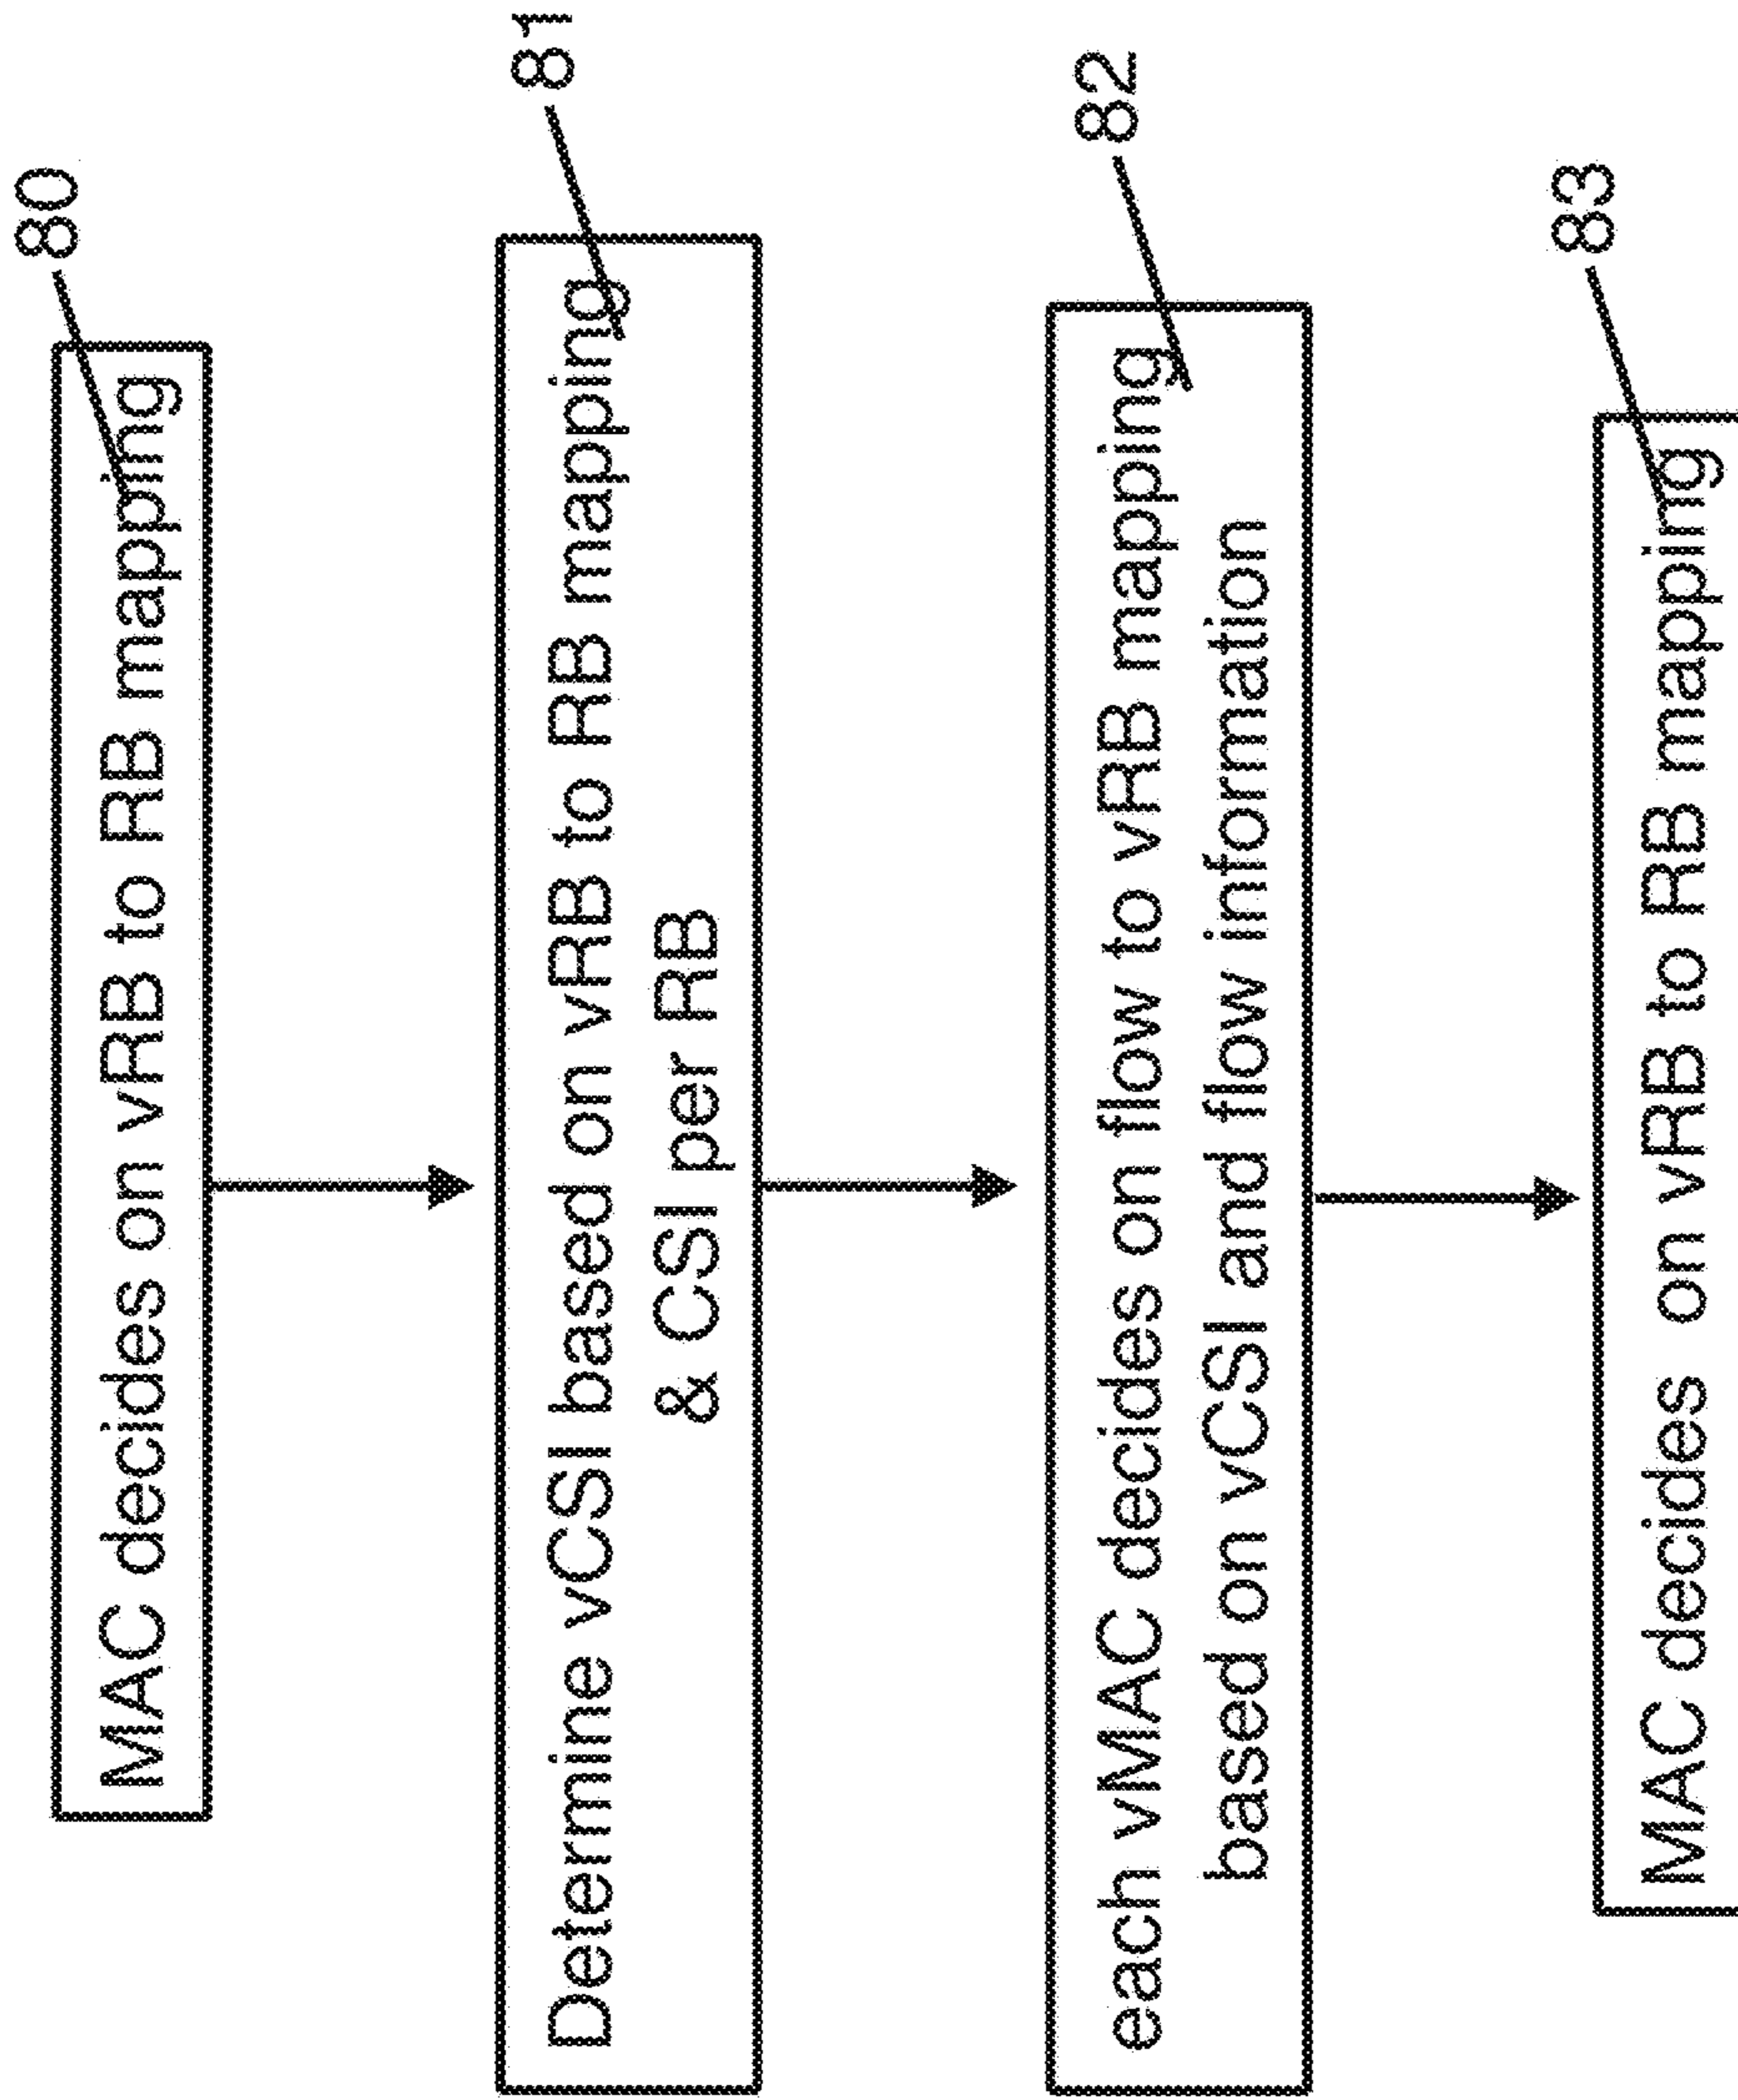 80
MAC decides on vRB to RB mapping
81
Determine vCSI based on vRB to RB mapping
& CSI per RB
82
each vMAC decides on flow to vRB mapping
based on vCSI and flow information
83
MAC decides on vRB to RB mapping